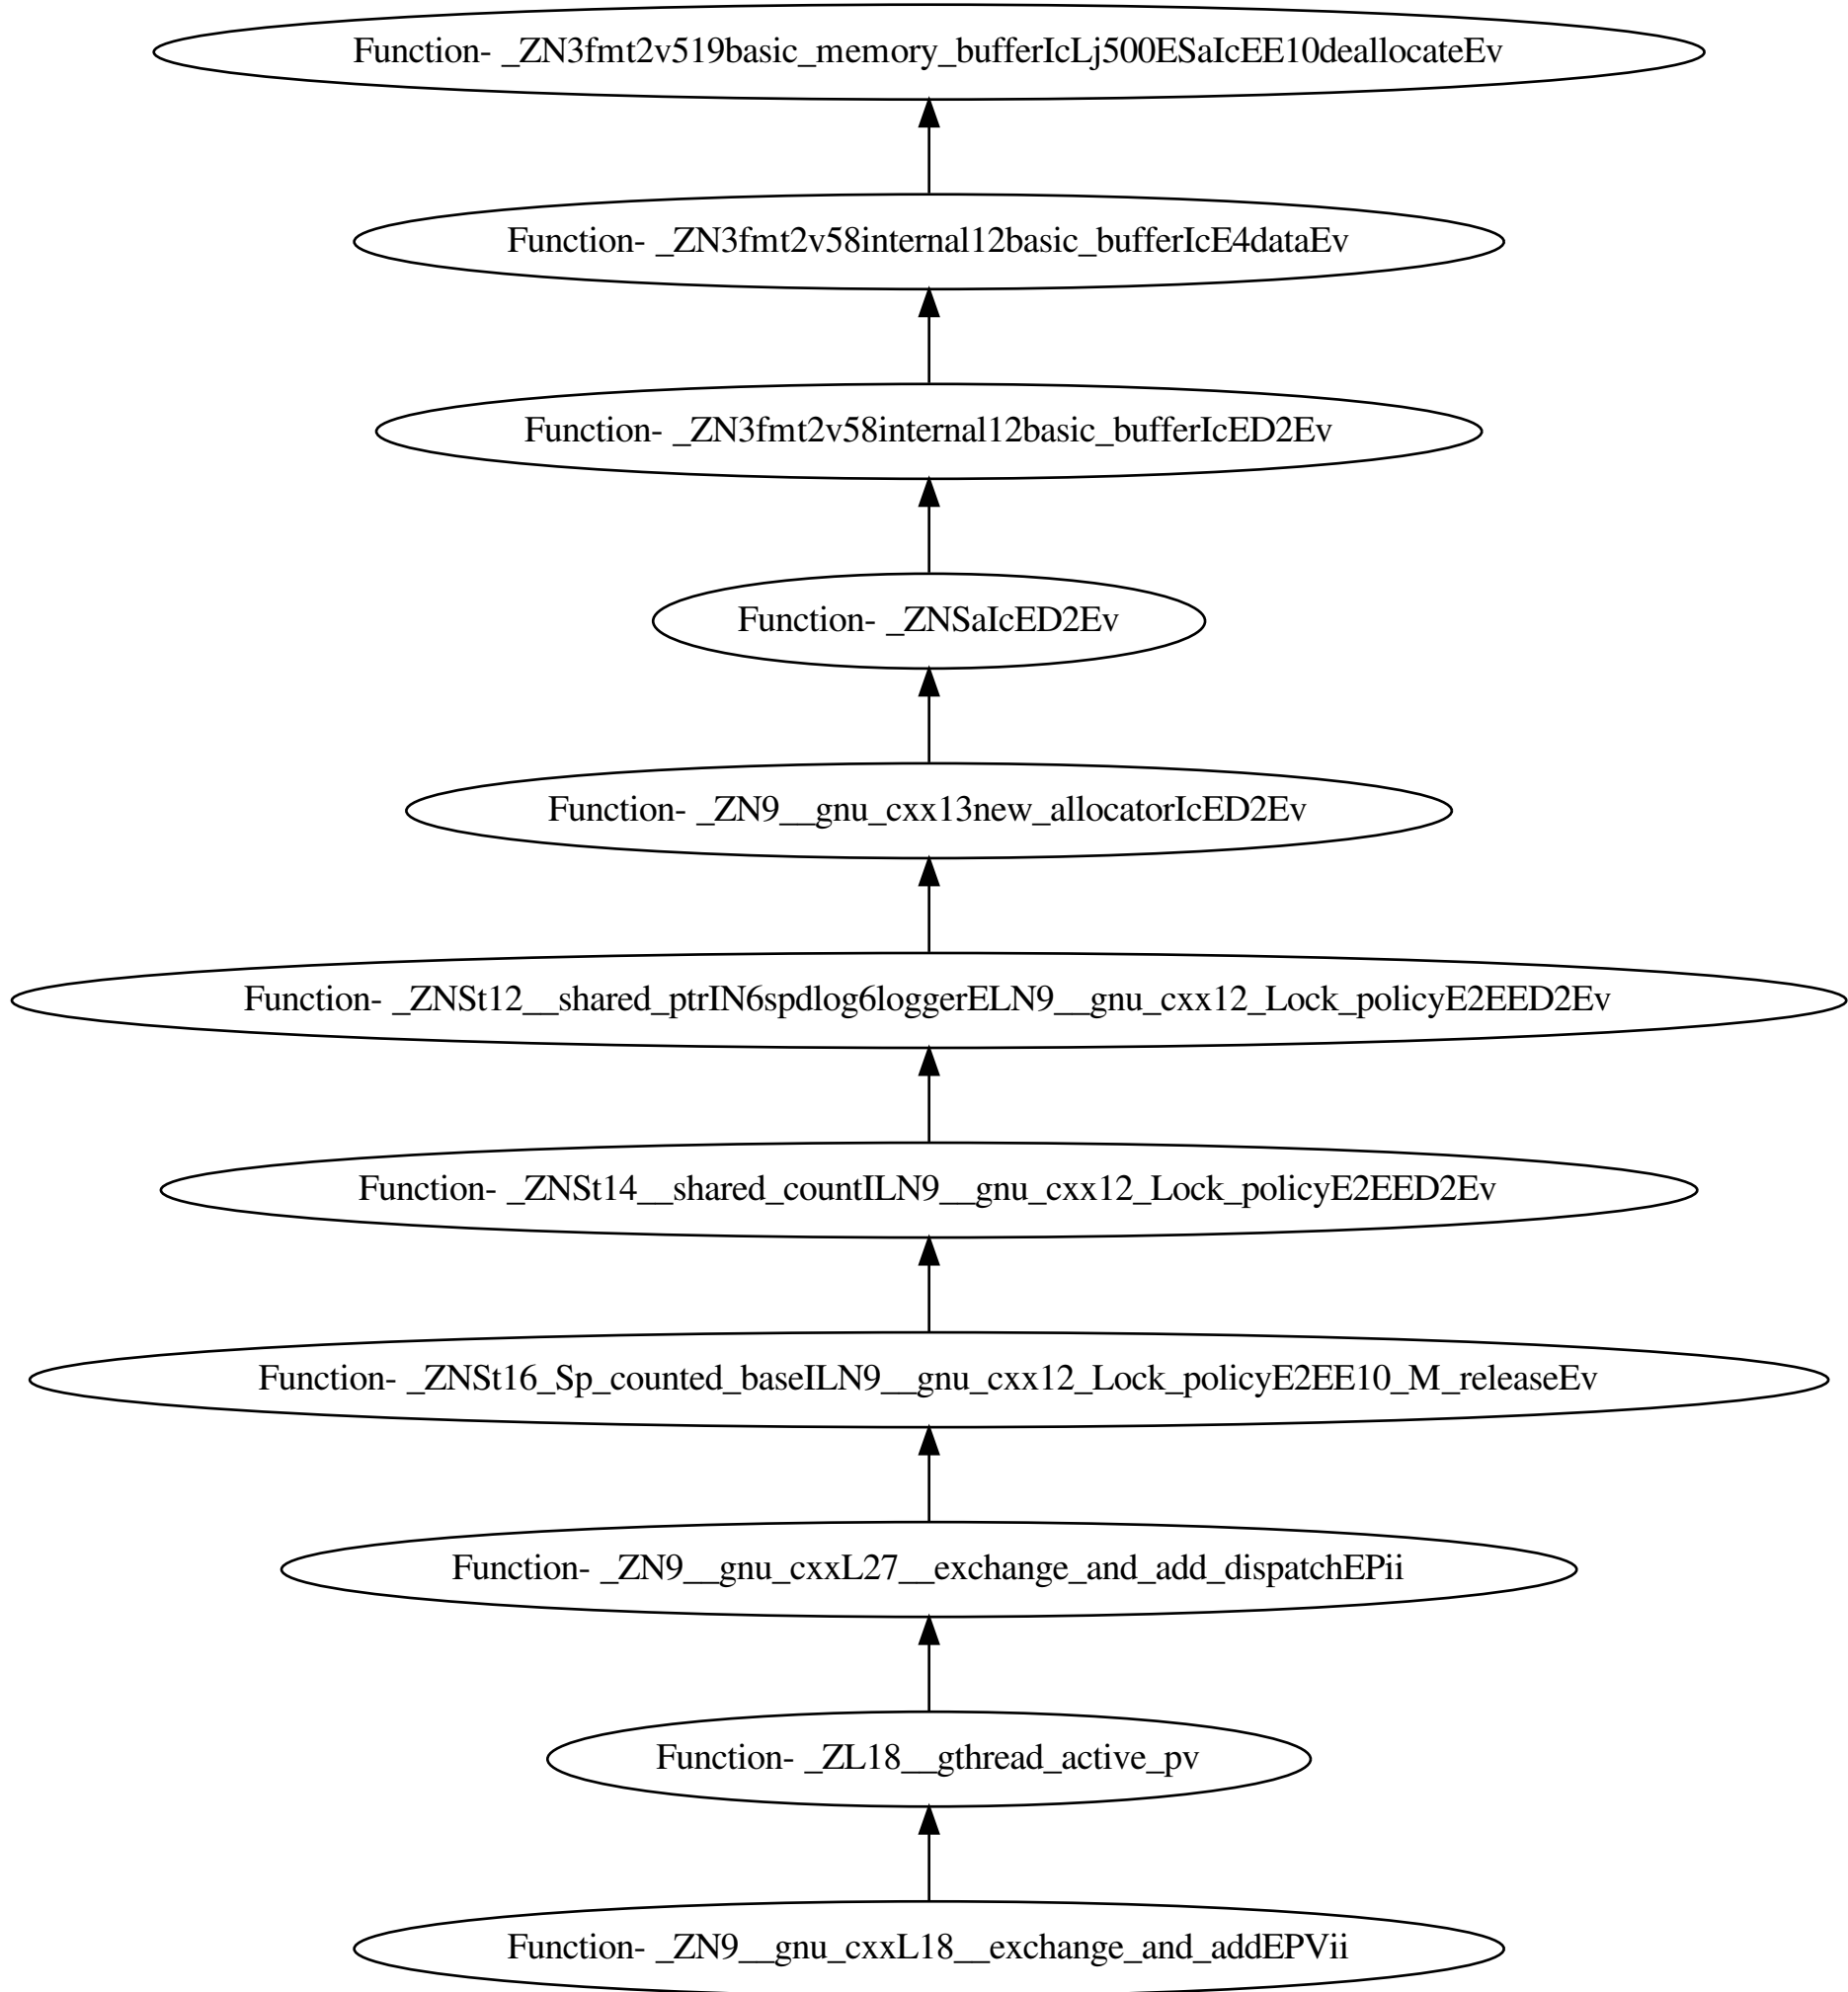 Function- _ZN3fmt2v519basic_memory_bufferIcLj500ESaIcEE10deallocateEv
Function- _ZN3fmt2v58internal12basic_bufferIcE4dataEv
Function- _ZN3fmt2v58internal12basic_bufferIcED2Ev
Function- _ZNSaIcED2Ev
Function- _ZN9__gnu_cxx13new_allocatorIcED2Ev
Function- _ZNSt12__shared_ptrIN6spdlog6loggerELN9__gnu_cxx12_Lock_policyE2EED2Ev
Function- _ZNSt14__shared_countILN9__gnu_cxx12_Lock_policyE2EED2Ev
Function- _ZNSt16_Sp_counted_baseILN9__gnu_cxx12_Lock_policyE2EE10_M_releaseEv
Function- _ZN9__gnu_cxxL27__exchange_and_add_dispatchEPii
Function- _ZL18__gthread_active_pv
Function- _ZN9__gnu_cxxL18__exchange_and_addEPVii